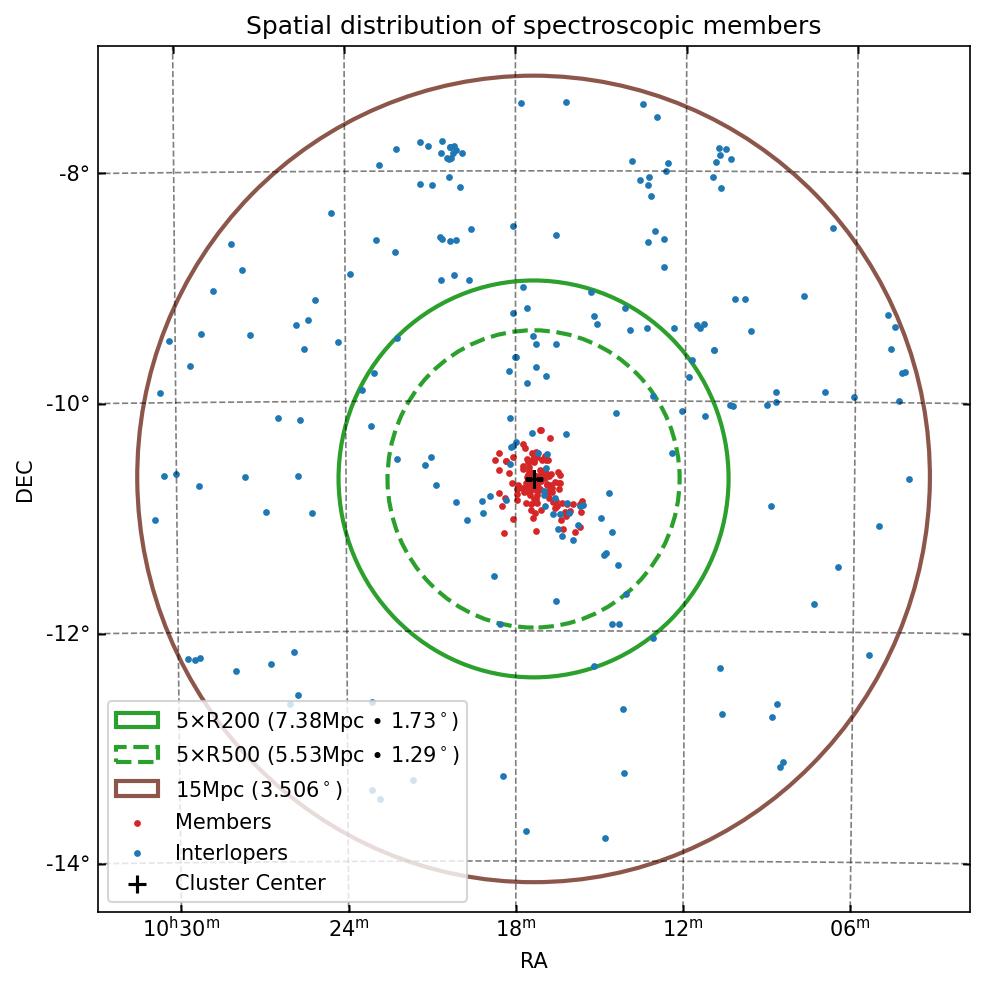 Spatial distribution of spectroscopic members
-8°
-10°
-12°
-14°
DEC
5×R200 (7.38Mpc • 1.73°)
5×R500 (5.53Mpc • 1.29°)
15Mpc (3.506°)
Members
Interlopers
Cluster Center
10ʰ30ᵐ 24ᵐ 18ᵐ 12ᵐ 06ᵐ
RA